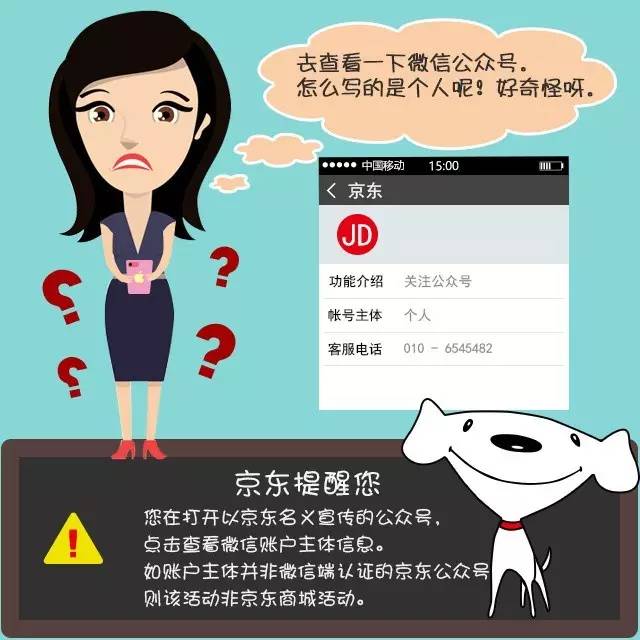 去查看一下微信公众号。
怎么写的是个人呢！好奇怪呀。
中国移动 15:00
京东
JD
功能介绍 关注公众号
帐号主体 个人
客服电话 010 - 6545482
京东提醒您
您在打开以京东名义宣传的公众号，
点击查看微信账户主体信息。
如账户主体并非微信端认证的京东公众号
则该活动非京东商城活动。